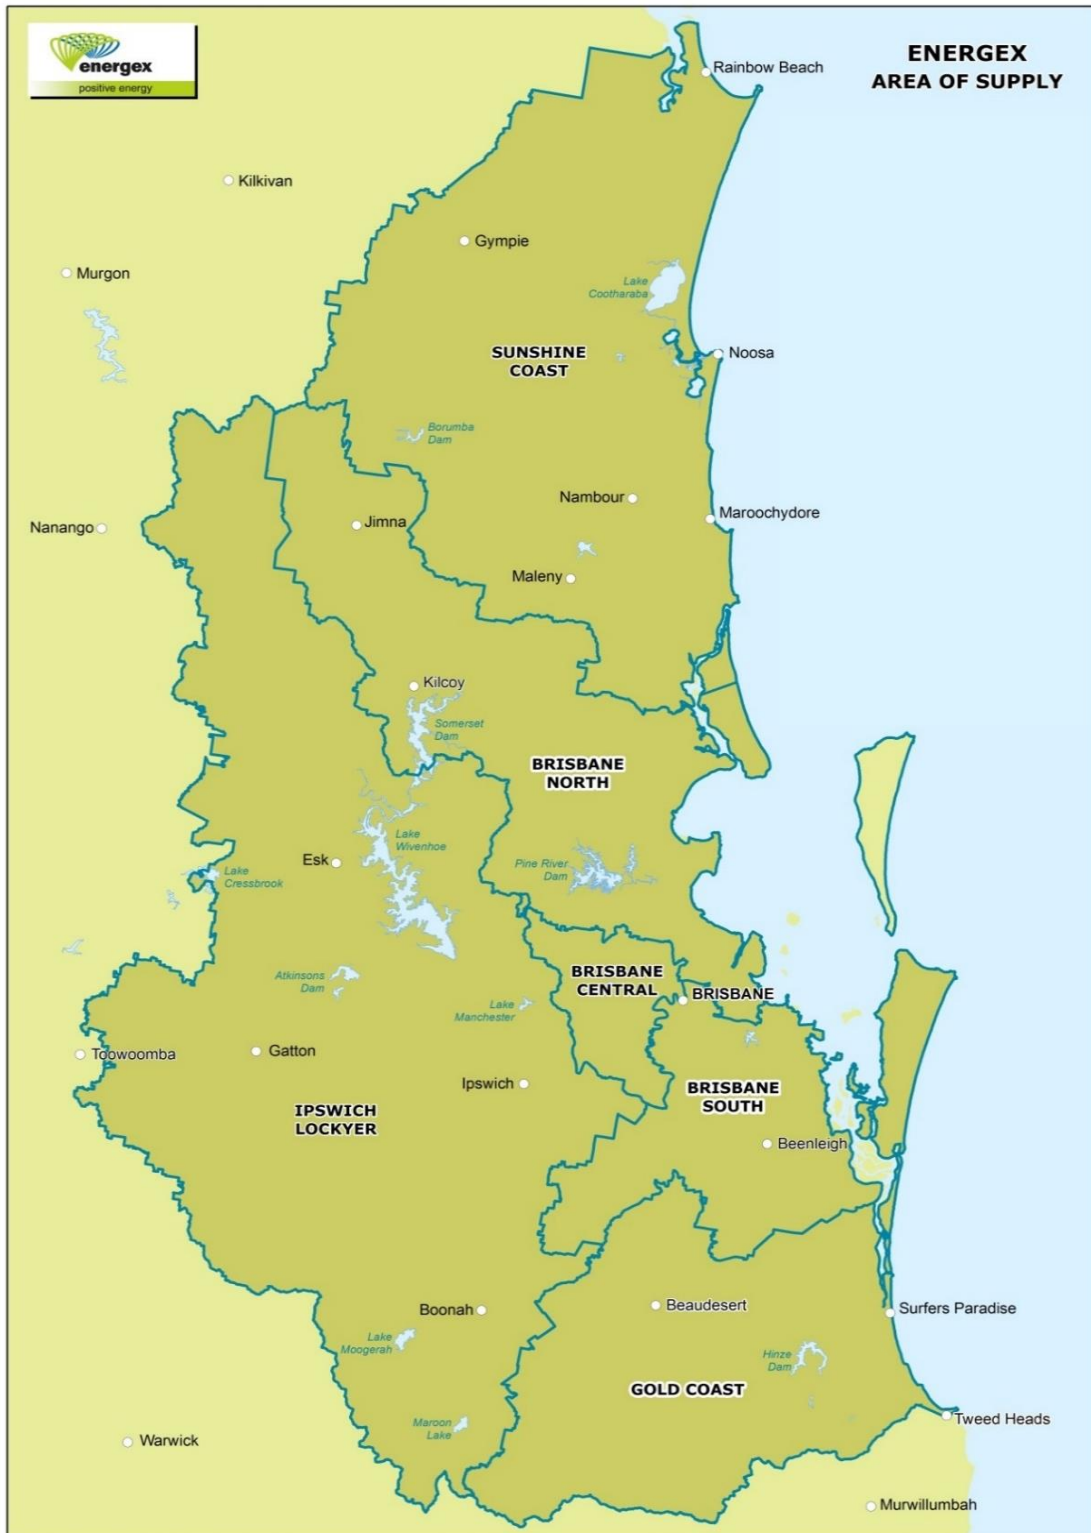 energex
positive energy
ENERGEX
AREA OF SUPPLY
Rainbow Beach
Kilkivan
Gympie
Murgon
Lake
Cootharaba
SUNSHINE
COAST
Noosa
Borumba
Dam
Nambour
Maroochydore
Nanango
Jimna
Maleny
Kilcoy
Somerset
Dam
BRISBANE
NORTH
Lake
Wivenhoe
Esk
Pine River
Dam
Lake
Cressbrook
BRISBANE
CENTRAL
Atkinsons
Dam
BRISBANE
Lake
Manchester
Toowoomba
Gatton
Ipswich
BRISBANE
SOUTH
IPSWICH
LOCKYER
Beenleigh
Boonah
Beaudesert
Surfers Paradise
Lake
Moogerah
Hinze
Dam
GOLD COAST
Maroon
Lake
Tweed Heads
Warwick
Murwillumbah